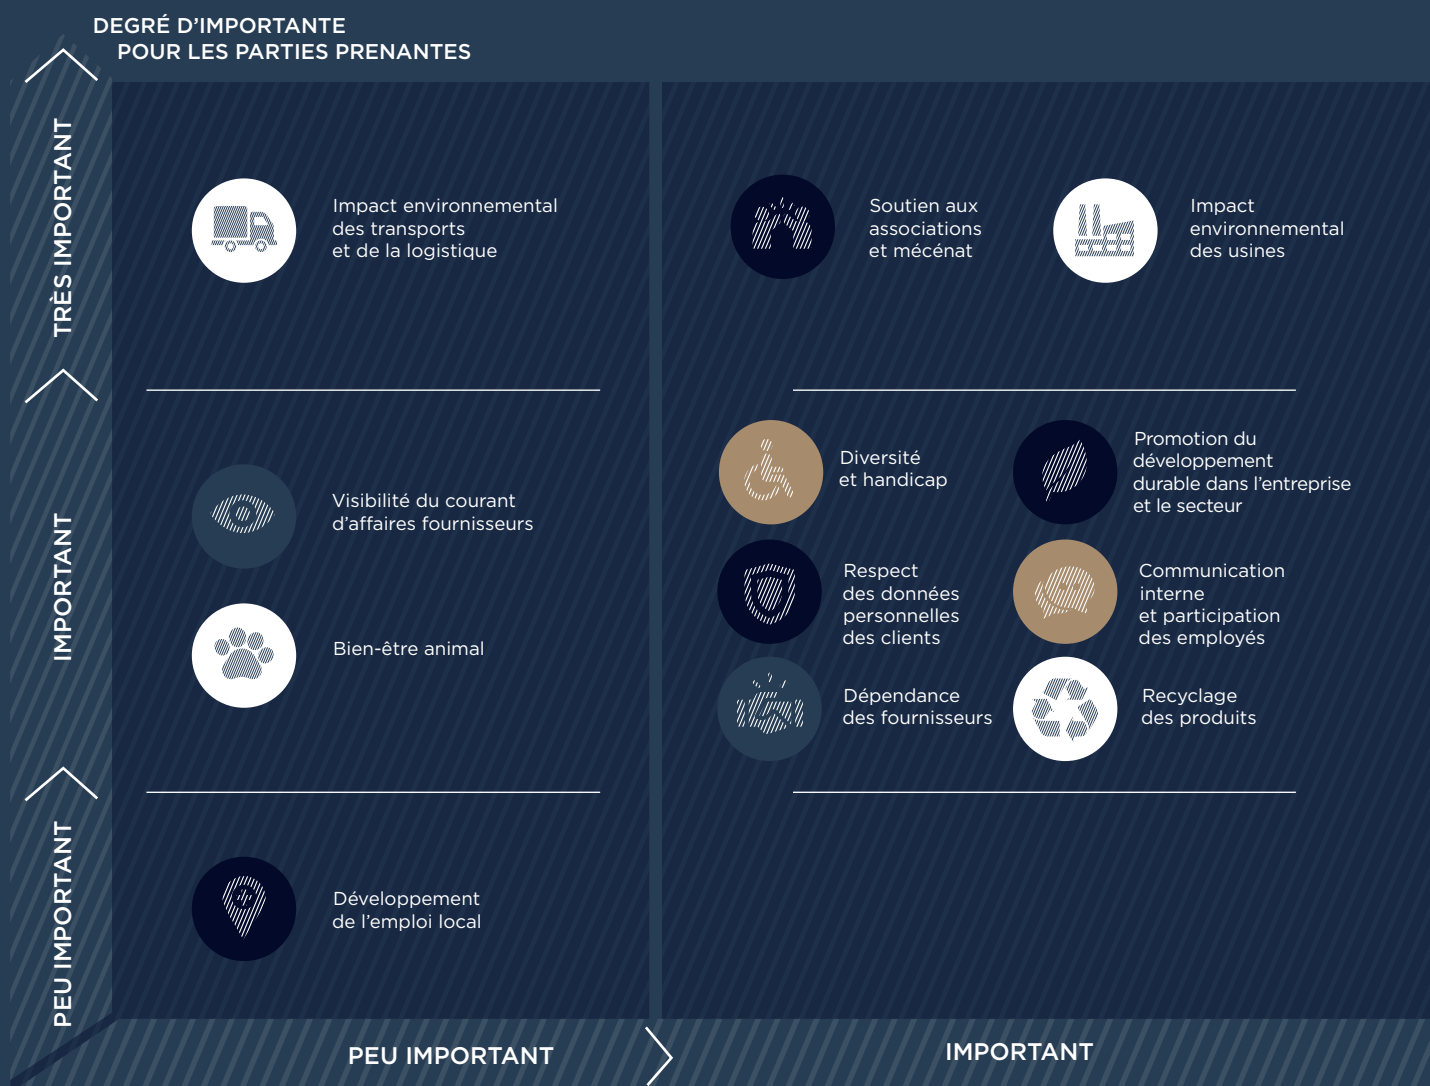 DEGRÉ D’IMPORTANTE
POUR LES PARTIES PRENANTES
TRÈS IMPORTANT
Impact environnemental
des transports
et de la logistique
Soutien aux
associations
et mécénat
Impact
environnemental
des usines
IMPORTANT
Visibilité du courant
d’affaires fournisseurs
Bien-être animal
Diversité
et handicap
Promotion du
développement
durable dans l’entreprise
et le secteur
Respect
des données
personnelles
des clients
Communication
interne
et participation
des employés
Dépendance
des fournisseurs
Recyclage
des produits
PEU IMPORTANT
Développement
de l’emploi local
PEU IMPORTANT
IMPORTANT